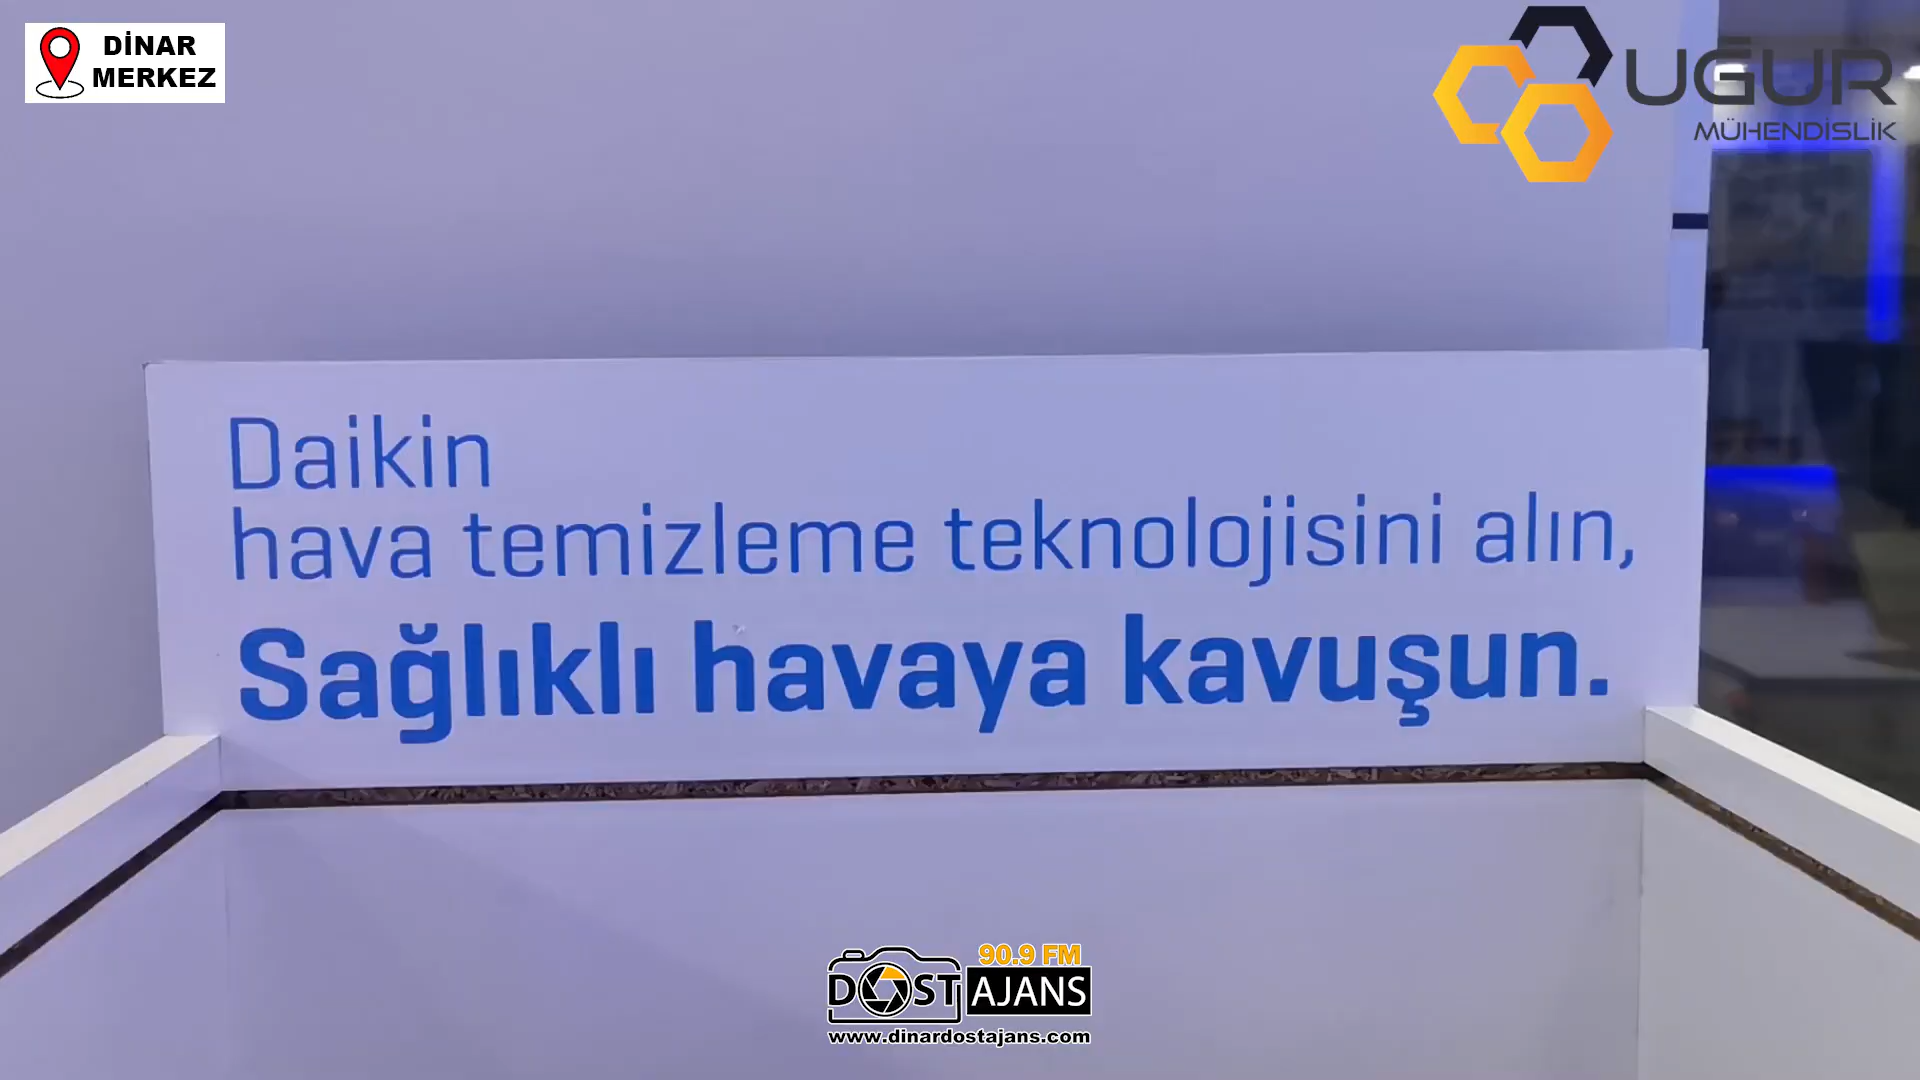 DİNAR
MERKEZ
UĞUR
MÜHENDİSLİK
Daikin
hava temizleme teknolojisini alın,
Sağlıklı havaya kavuşun.
90.9 FM
DOST AJANS
www.dinardostajans.com